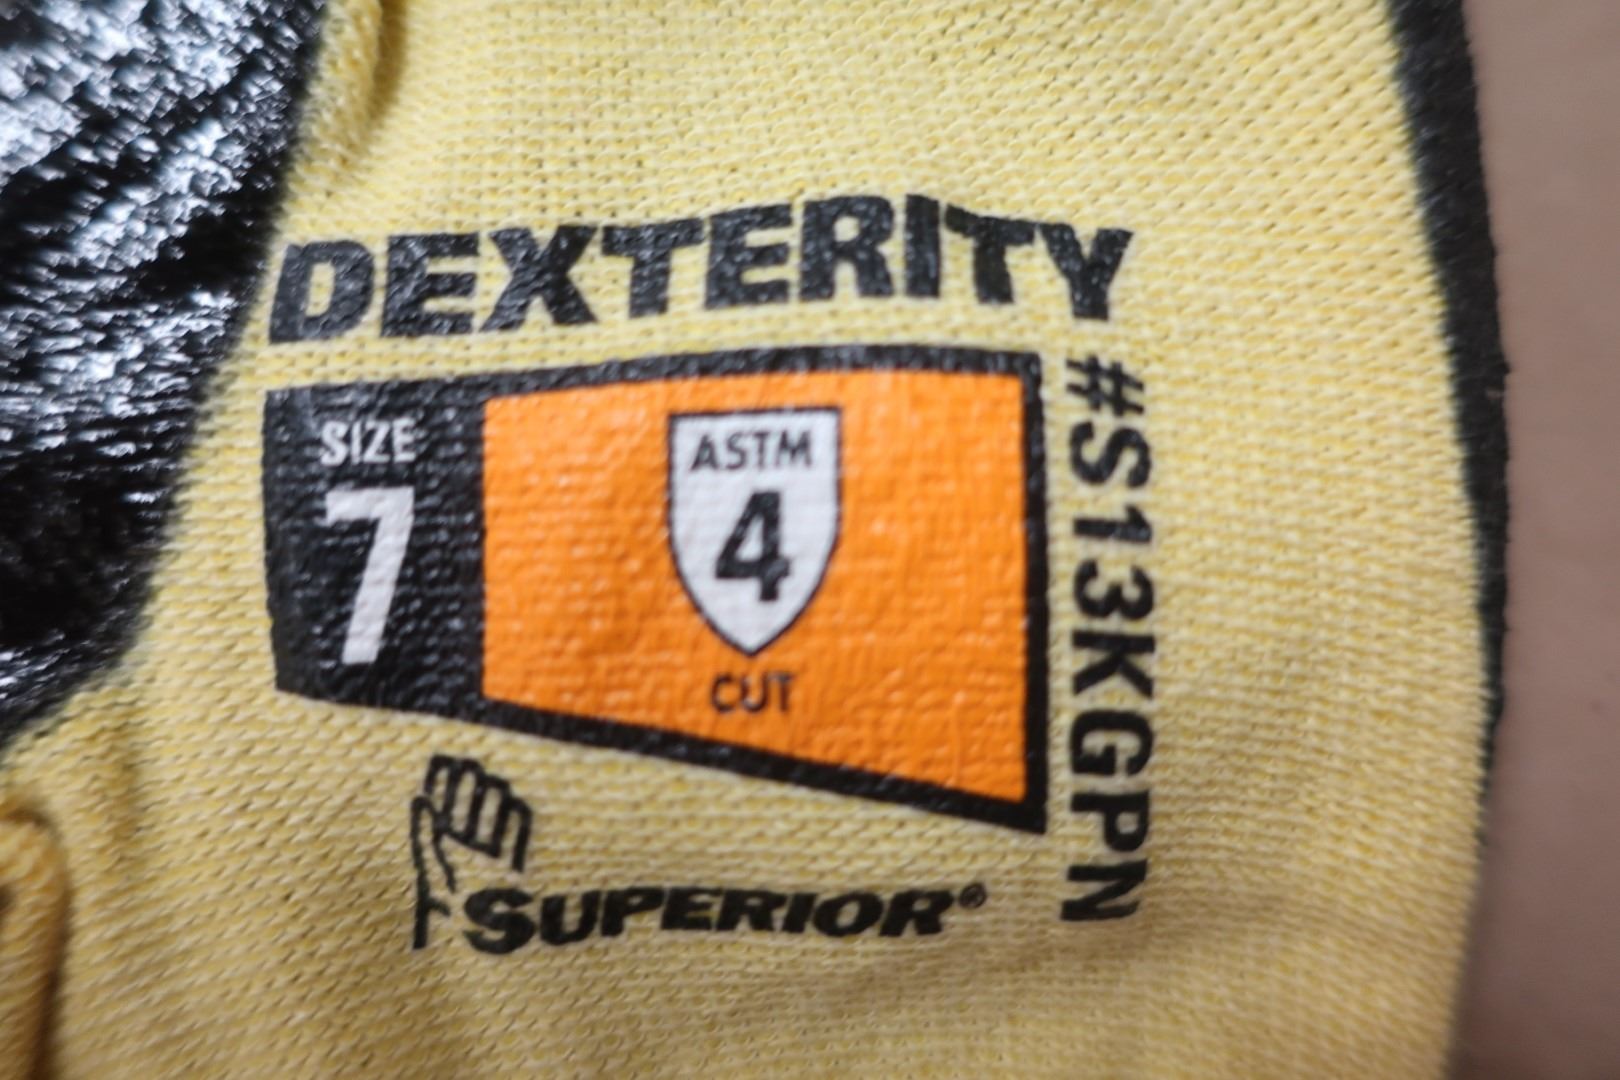 DEXTERITY
SIZE
7
ASTM
4
CUT
#S13KGPN
SUPERIOR®